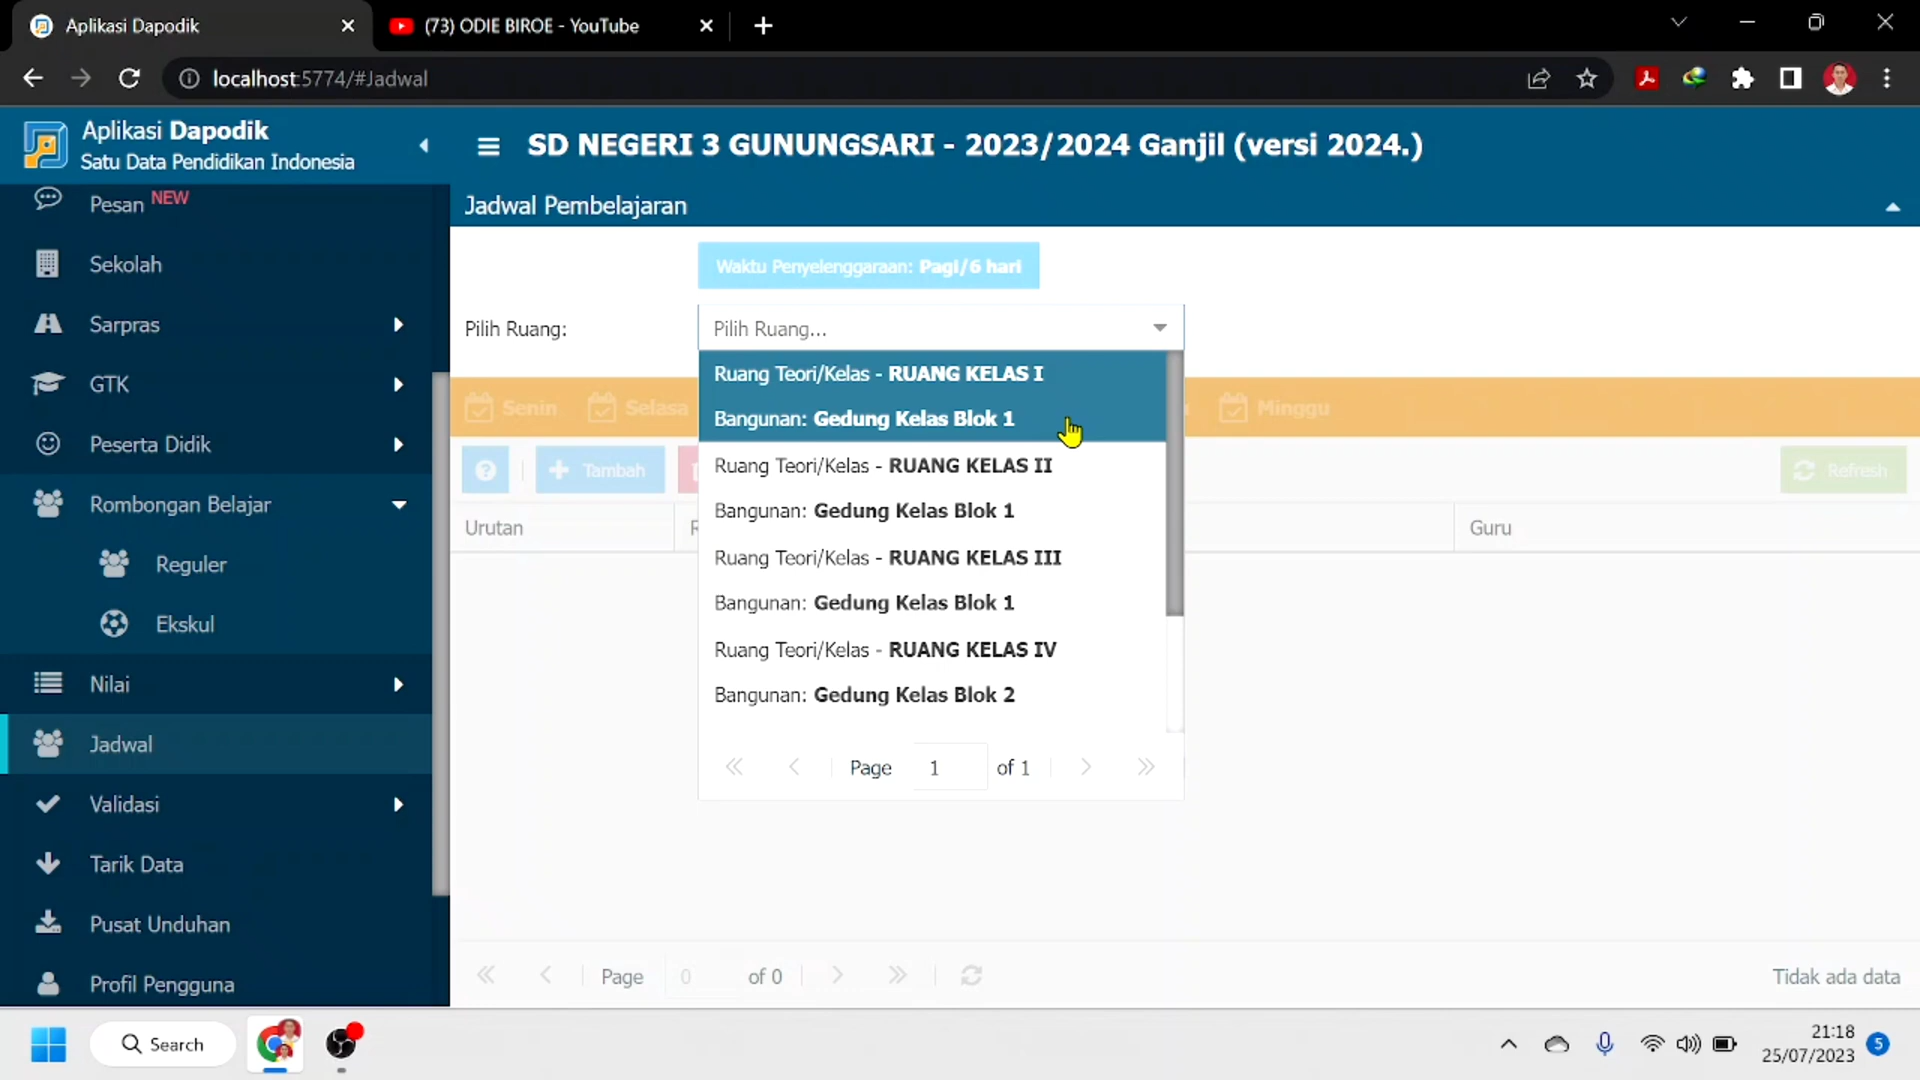 Aplikasi Dapodik
(73) ODIE BIROE - YouTube
localhost:5774/#Jadwal
Aplikasi Dapodik
Satu Data Pendidikan Indonesia
SD NEGERI 3 GUNUNGSARI - 2023/2024 Ganjil (versi 2024.)
Pesan NEW
Sekolah
Sarpras
GTK
Peserta Didik
Rombongan Belajar
Reguler
Ekskul
Nilai
Jadwal
Validasi
Tarik Data
Pusat Unduhan
Profil Pengguna
Jadwal Pembelajaran
Waktu Penyelenggaraan: Pagi/6 hari
Pilih Ruang:
Pilih Ruang...
Ruang Teori/Kelas - RUANG KELAS I
Bangunan: Gedung Kelas Blok 1
Ruang Teori/Kelas - RUANG KELAS II
Bangunan: Gedung Kelas Blok 1
Ruang Teori/Kelas - RUANG KELAS III
Bangunan: Gedung Kelas Blok 1
Ruang Teori/Kelas - RUANG KELAS IV
Bangunan: Gedung Kelas Blok 2
Page 1 of 1
Senin
Selasa
Minggu
Tambah
Refresh
Urutan
Guru
Page 0 of 0
Tidak ada data
Search
21:18
25/07/2023
5